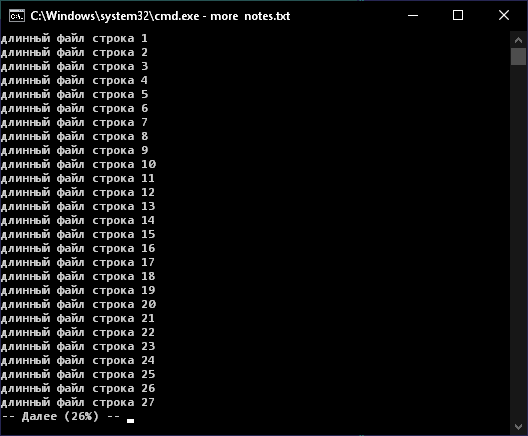 C:\Windows\system32\cmd.exe - more notes.txt
длинный файл строка 1
длинный файл строка 2
длинный файл строка 3
длинный файл строка 4
длинный файл строка 5
длинный файл строка 6
длинный файл строка 7
длинный файл строка 8
длинный файл строка 9
длинный файл строка 10
длинный файл строка 11
длинный файл строка 12
длинный файл строка 13
длинный файл строка 14
длинный файл строка 15
длинный файл строка 16
длинный файл строка 17
длинный файл строка 18
длинный файл строка 19
длинный файл строка 20
длинный файл строка 21
длинный файл строка 22
длинный файл строка 23
длинный файл строка 24
длинный файл строка 25
длинный файл строка 26
длинный файл строка 27
-- Далее (26%) --